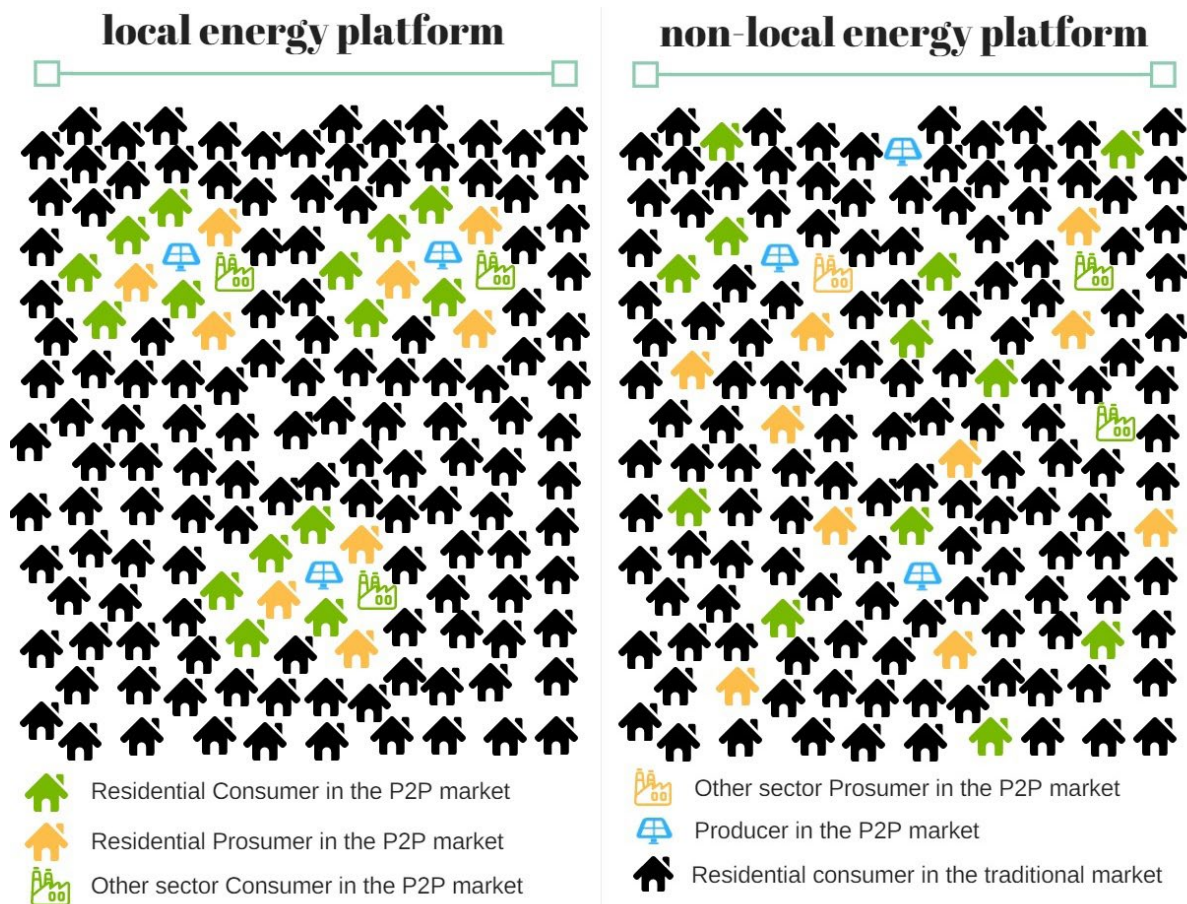 local energy platform
non-local energy platform
Residential Consumer in the P2P market
Residential Prosumer in the P2P market
Other sector Consumer in the P2P market
Other sector Prosumer in the P2P market
Producer in the P2P market
Residential consumer in the traditional market